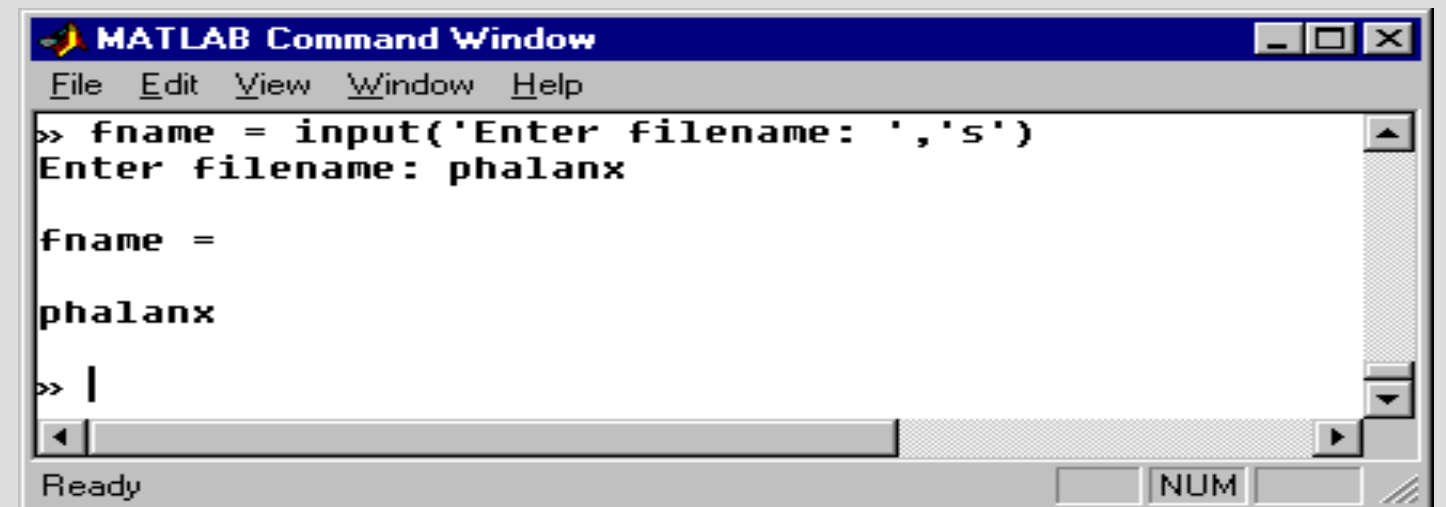 MATLAB Command Window
File Edit View Window Help
» fname = input('Enter filename: ','s')
Enter filename: phalanx
fname =
phalanx
»
Ready NUM